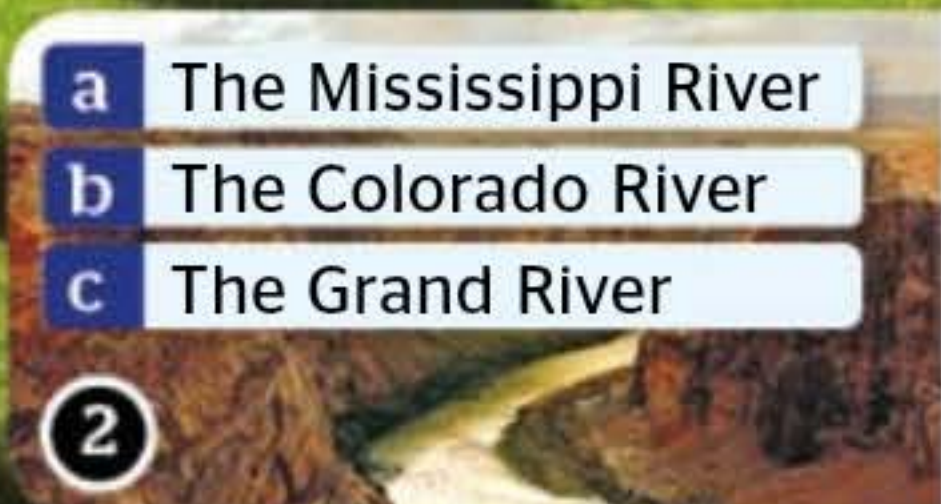 a The Mississippi River
b The Colorado River
c The Grand River
2